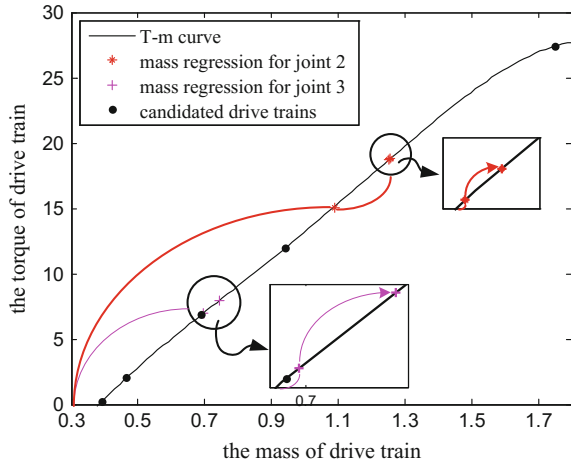 30
25
20
15
10
5
0
the torque of drive train
T-m curve
mass regression for joint 2
mass regression for joint 3
candidated drive trains
0.7
0.3 0.5 0.7 0.9 1.1 1.3 1.5 1.7
the mass of drive train